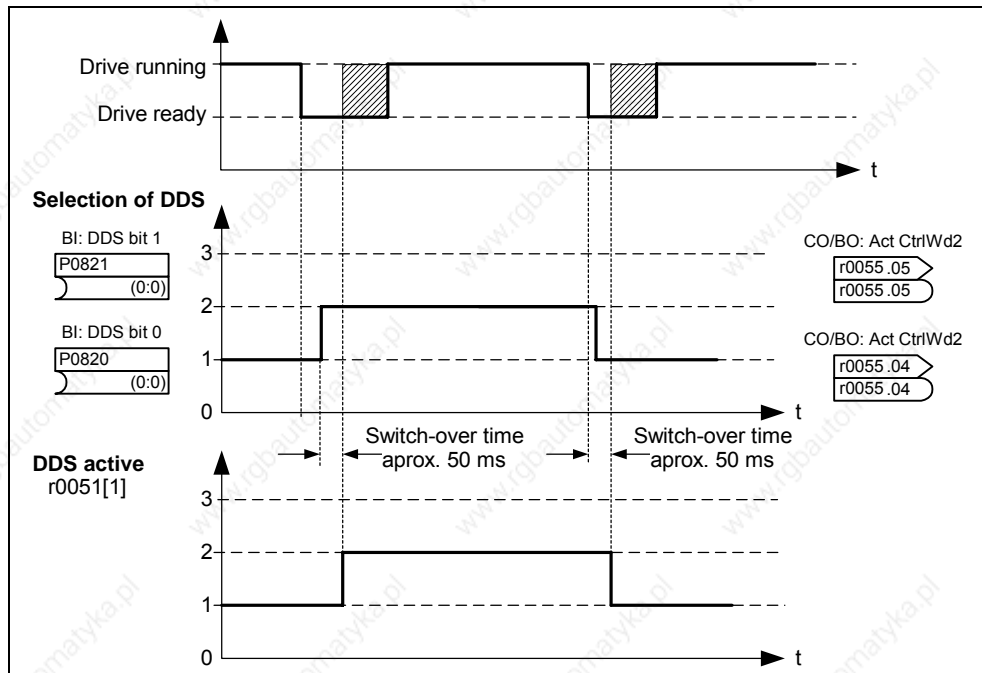 Drive running
Drive ready
t
Selection of DDS
BI: DDS bit 1
P0821
(0:0)
3
CO/BO: Act CtrlWd2
r0055 .05
r0055 .05
2
BI: DDS bit 0
P0820
(0:0)
1
CO/BO: Act CtrlWd2
r0055 .04
r0055 .04
0
t
Switch-over time
aprox. 50 ms
Switch-over time
aprox. 50 ms
DDS active
r0051[1]
3
2
1
0
t
www.rgbautomatyka.pl